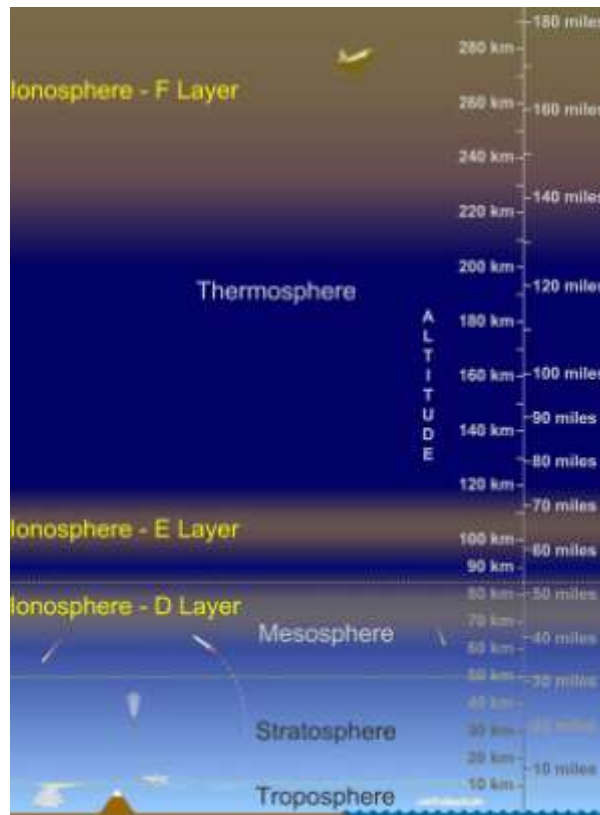 180 miles
280 km
Ionosphere - F Layer
260 km
160 miles
240 km
140 miles
220 km
200 km
Thermosphere
120 miles
ALTITUDE
180 km
160 km
100 miles
90 miles
140 km
80 miles
120 km
70 miles
Ionosphere - E Layer
100 km
60 miles
90 km
80 km
50 miles
Ionosphere - D Layer
70 km
Mesosphere
40 miles
60 km
50 km
30 miles
40 km
Stratosphere
30 km
20 miles
20 km
10 miles
10 km
Troposphere